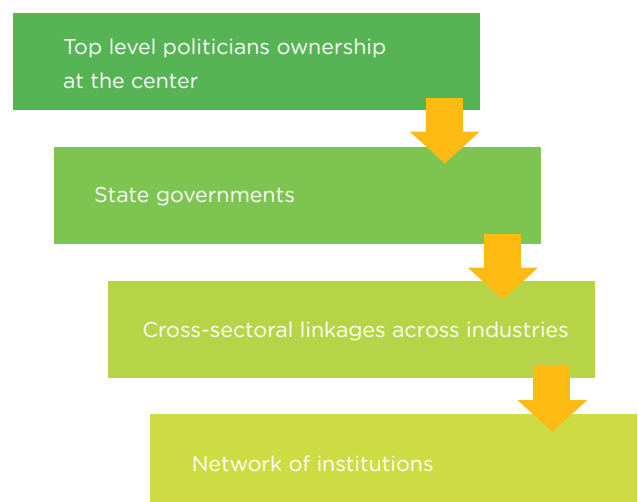 Top level politicians ownership
at the center
State governments
Cross-sectoral linkages across industries
Network of institutions